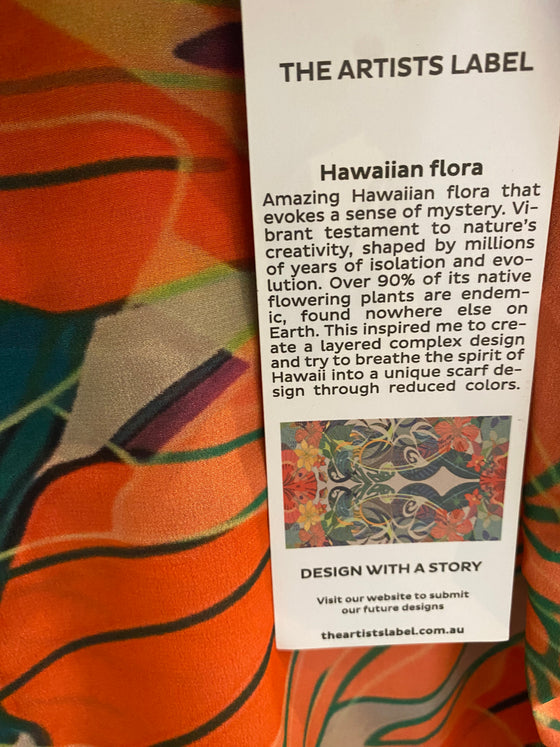 THE ARTISTS LABEL
Hawaiian flora
Amazing Hawaiian flora that
evokes a sense of mystery. Vi-
brant testament to nature's
creativity, shaped by millions
of years of isolation and evo-
lution. Over 90% of its native
flowering plants are endem-
ic, found nowhere else on
Earth. This inspired me to cre-
ate a layered complex design
and try to breathe the spirit of
Hawaii into a unique scarf de-
sign through reduced colors.
DESIGN WITH A STORY
Visit our website to submit
our future designs
theartistslabel.com.au